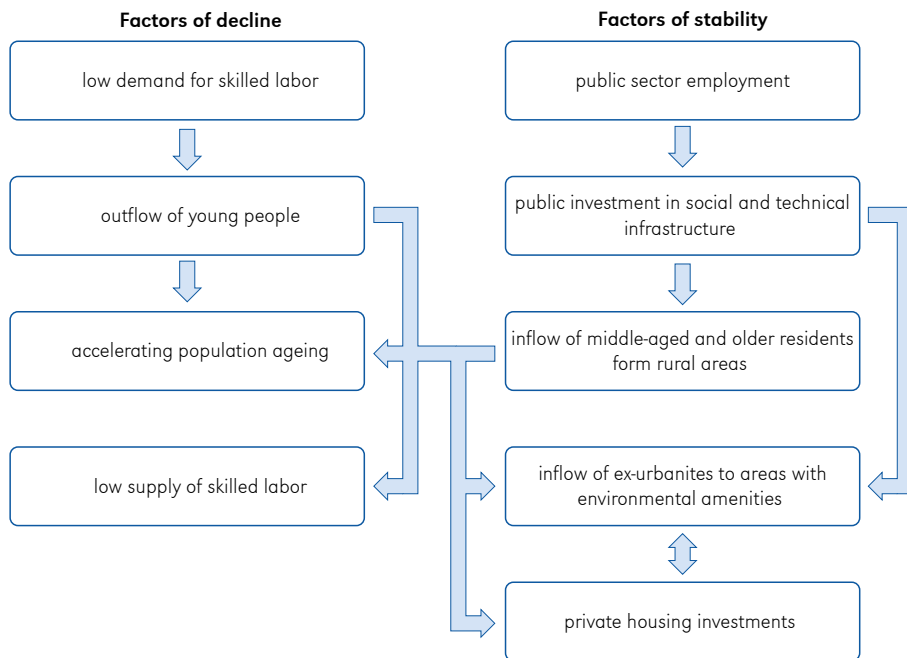 Factors of decline
low demand for skilled labor
outflow of young people
accelerating population ageing
low supply of skilled labor
Factors of stability
public sector employment
public investment in social and technical
infrastructure
inflow of middle-aged and older residents
form rural areas
inflow of ex-urbanites to areas with
environmental amenities
private housing investments